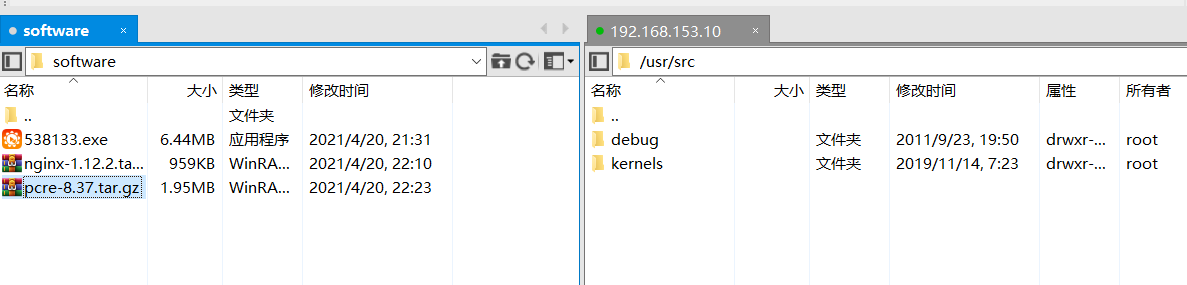 software × 192.168.153.10 ×
software /usr/src
名称 大小 类型 修改时间 名称 大小 类型 修改时间 属性 所有者
.. 文件夹 ..
538133.exe 6.44MB 应用程序 2021/4/20, 21:31 debug 文件夹 2011/9/23, 19:50 drwxr-... root
nginx-1.12.2.ta... 959KB WinRA... 2021/4/20, 22:10 kernels 文件夹 2019/11/14, 7:23 drwxr-... root
pcre-8.37.tar.gz 1.95MB WinRA... 2021/4/20, 22:23